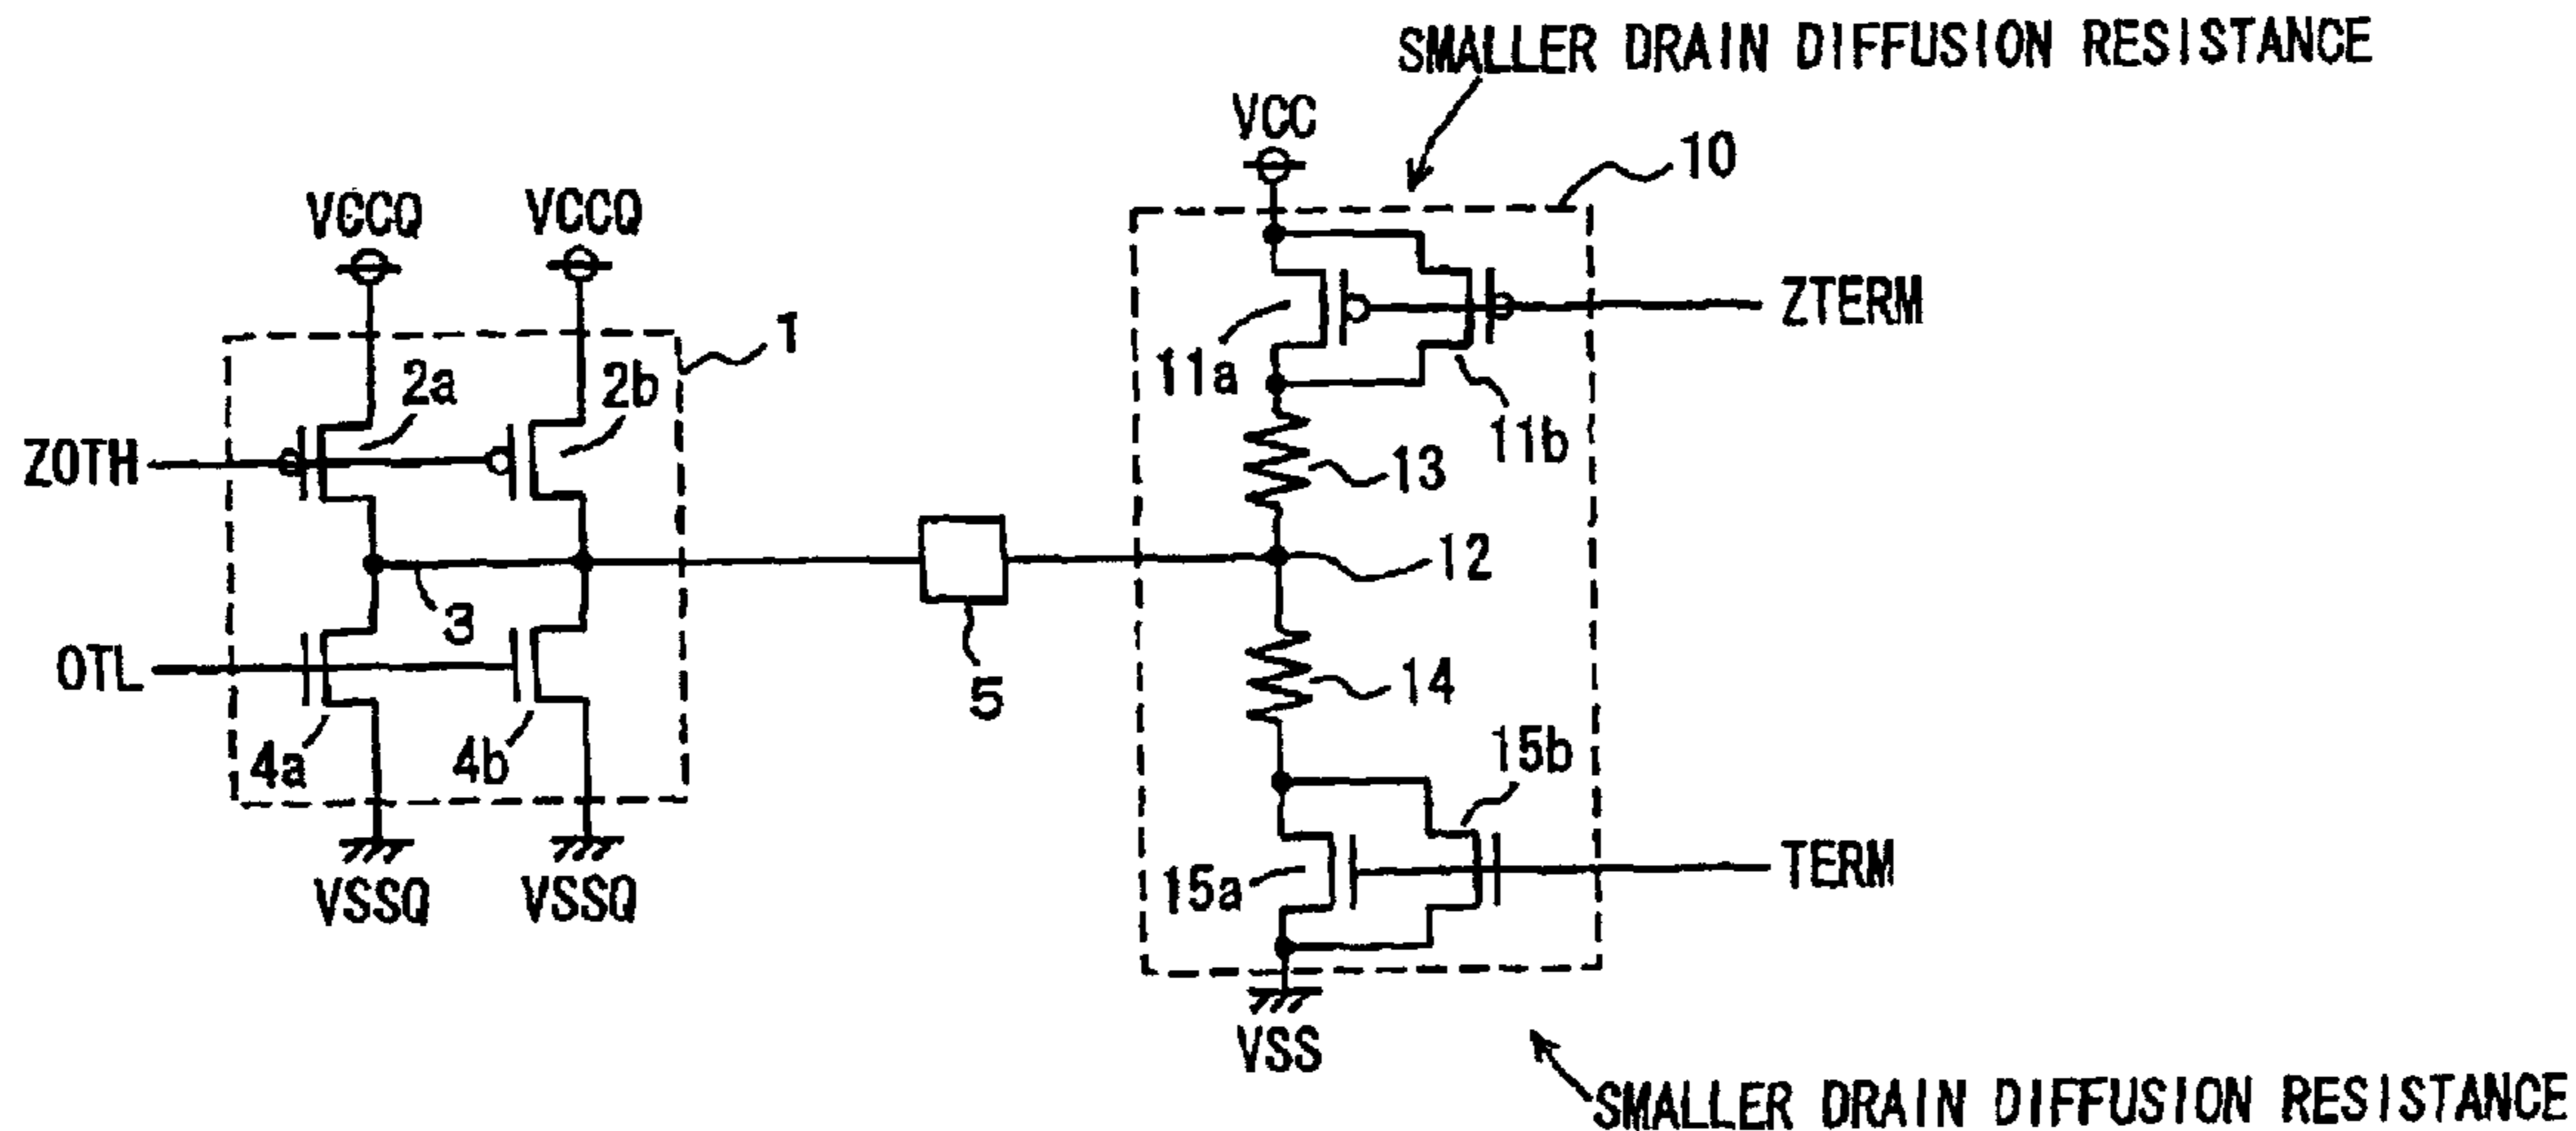 SMALLER DRAIN DIFFUSION RESISTANCE
VCC
10
VCCQ
VCCQ
ZTERM
1
2a
2b
11a
11b
ZOTH
13
12
3
OTL
5
14
4a
4b
15b
15a
TERM
VSSQ
VSSQ
VSS
SMALLER DRAIN DIFFUSION RESISTANCE